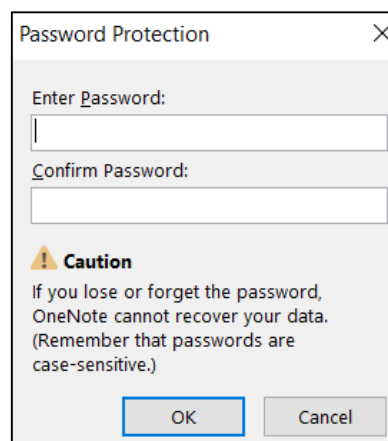 Password Protection
Enter Password:
Confirm Password:
Caution
If you lose or forget the password,
OneNote cannot recover your data.
(Remember that passwords are
case-sensitive.)
OK Cancel